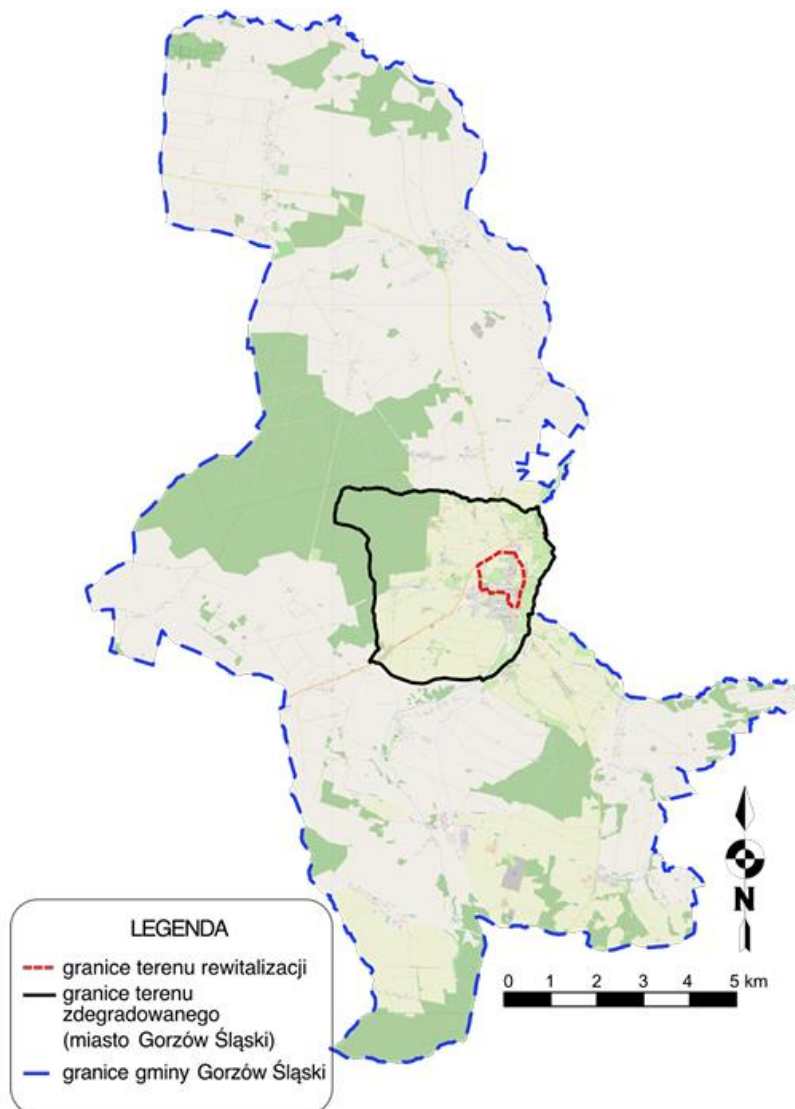 N
0 1 2 3 4 5 km
LEGENDA
granice terenu rewitalizacji
granice terenu
zdegradowanego
(miasto Gorzów Śląski)
granice gminy Gorzów Śląski